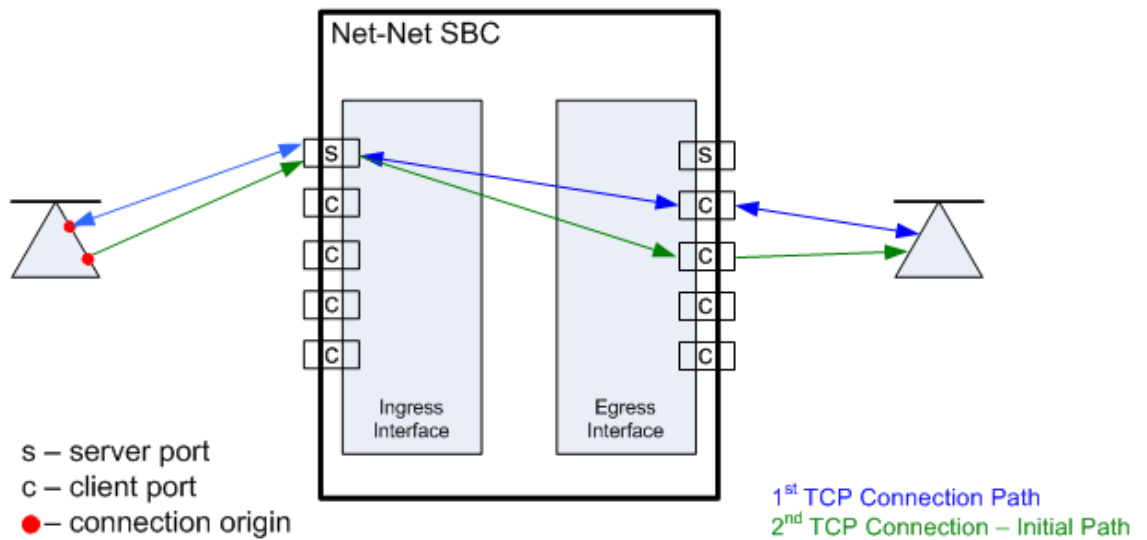 Net-Net SBC
S
S
C
C
C
C
C
C
C
C
Ingress
Interface
Egress
Interface
s – server port
c – client port
– connection origin
1st TCP Connection Path
2nd TCP Connection – Initial Path